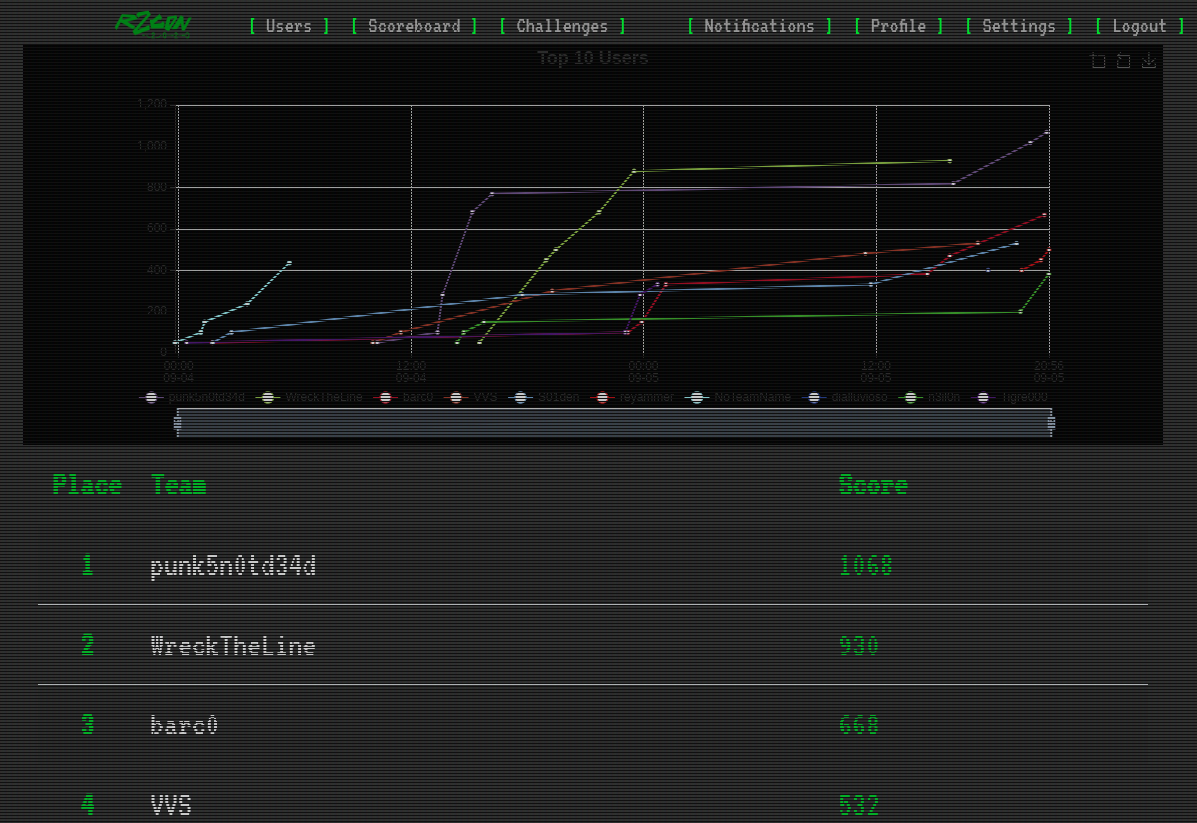 R2CON
[ Users ] [ Scoreboard ] [ Challenges ] [ Notifications ] [ Profile ] [ Settings ] [ Logout ]
Top 10 Users
1,200
1,000
800
600
400
200
0
00:00 12:00 00:00 12:00 20:56
09-04 09-04 09-05 09-05 09-05
punk5n0td34d WreckTheLine barc0 VVS S01den reyammer NoTeamName dialluvioso n3il0n Tigre000
Place Team Score
1 punk5n0td34d 1068
2 WreckTheLine 930
3 barc0 668
4 VVS 532